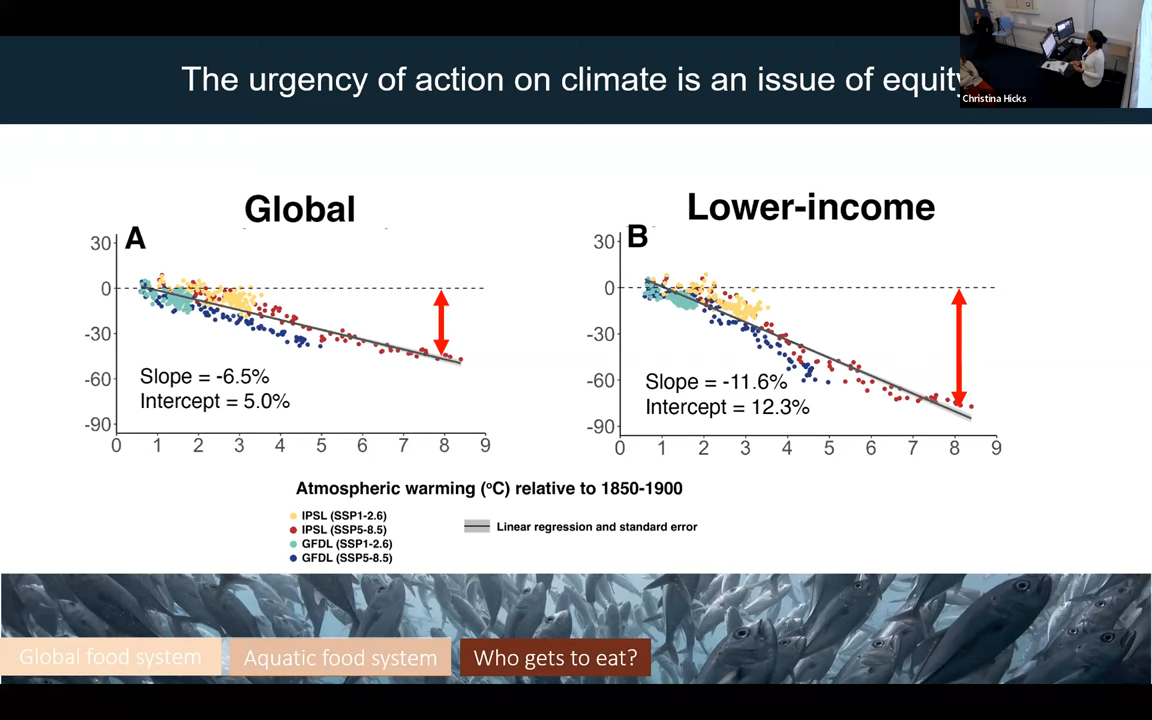 The urgency of action on climate is an issue of equity
Christina Hicks
Global
Lower-income
A
30
0
-30
-60
-90
Slope = -6.5%
Intercept = 5.0%
0 1 2 3 4 5 6 7 8 9
B
30
0
-30
-60
-90
Slope = -11.6%
Intercept = 12.3%
0 1 2 3 4 5 6 7 8 9
Atmospheric warming (ºC) relative to 1850-1900
IPSL (SSP1-2.6)
IPSL (SSP5-8.5)
GFDL (SSP1-2.6)
GFDL (SSP5-8.5)
Linear regression and standard error
Global food system
Aquatic food system
Who gets to eat?